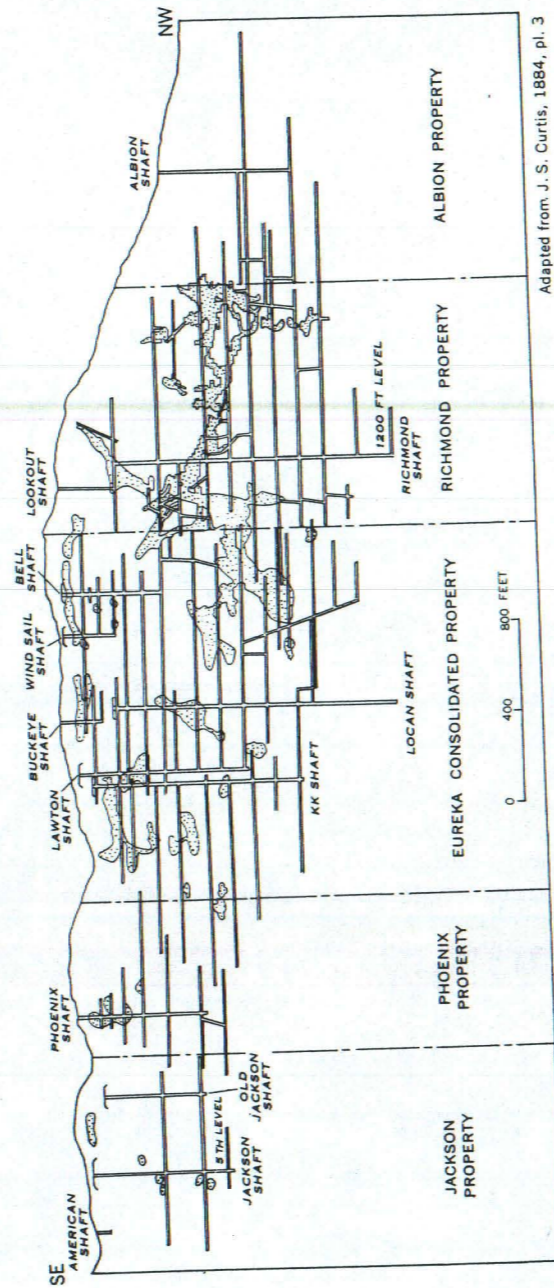 SE
NW
AMERICAN
SHAFT
PHOENIX
SHAFT
LAWTON
SHAFT
BUCKEYE
SHAFT
WIND SAIL
SHAFT
BELL
SHAFT
LOOKOUT
SHAFT
ALBION
SHAFT
5TH LEVEL
JACKSON
SHAFT
OLD
JACKSON
SHAFT
KK SHAFT
LOCAN SHAFT
1200 FT LEVEL
RICHMOND
SHAFT
JACKSON
PROPERTY
PHOENIX
PROPERTY
EUREKA CONSOLIDATED PROPERTY
RICHMOND PROPERTY
ALBION PROPERTY
0 400 800 FEET
Adapted from J. S. Curtis, 1884, pl. 3